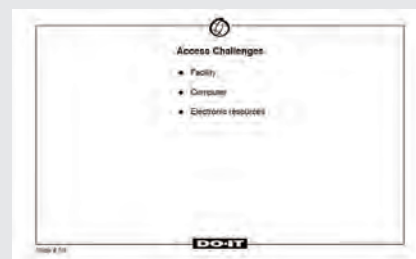 Access Challenges
• Facility
• Computer
• Electronic resources
DO-IT